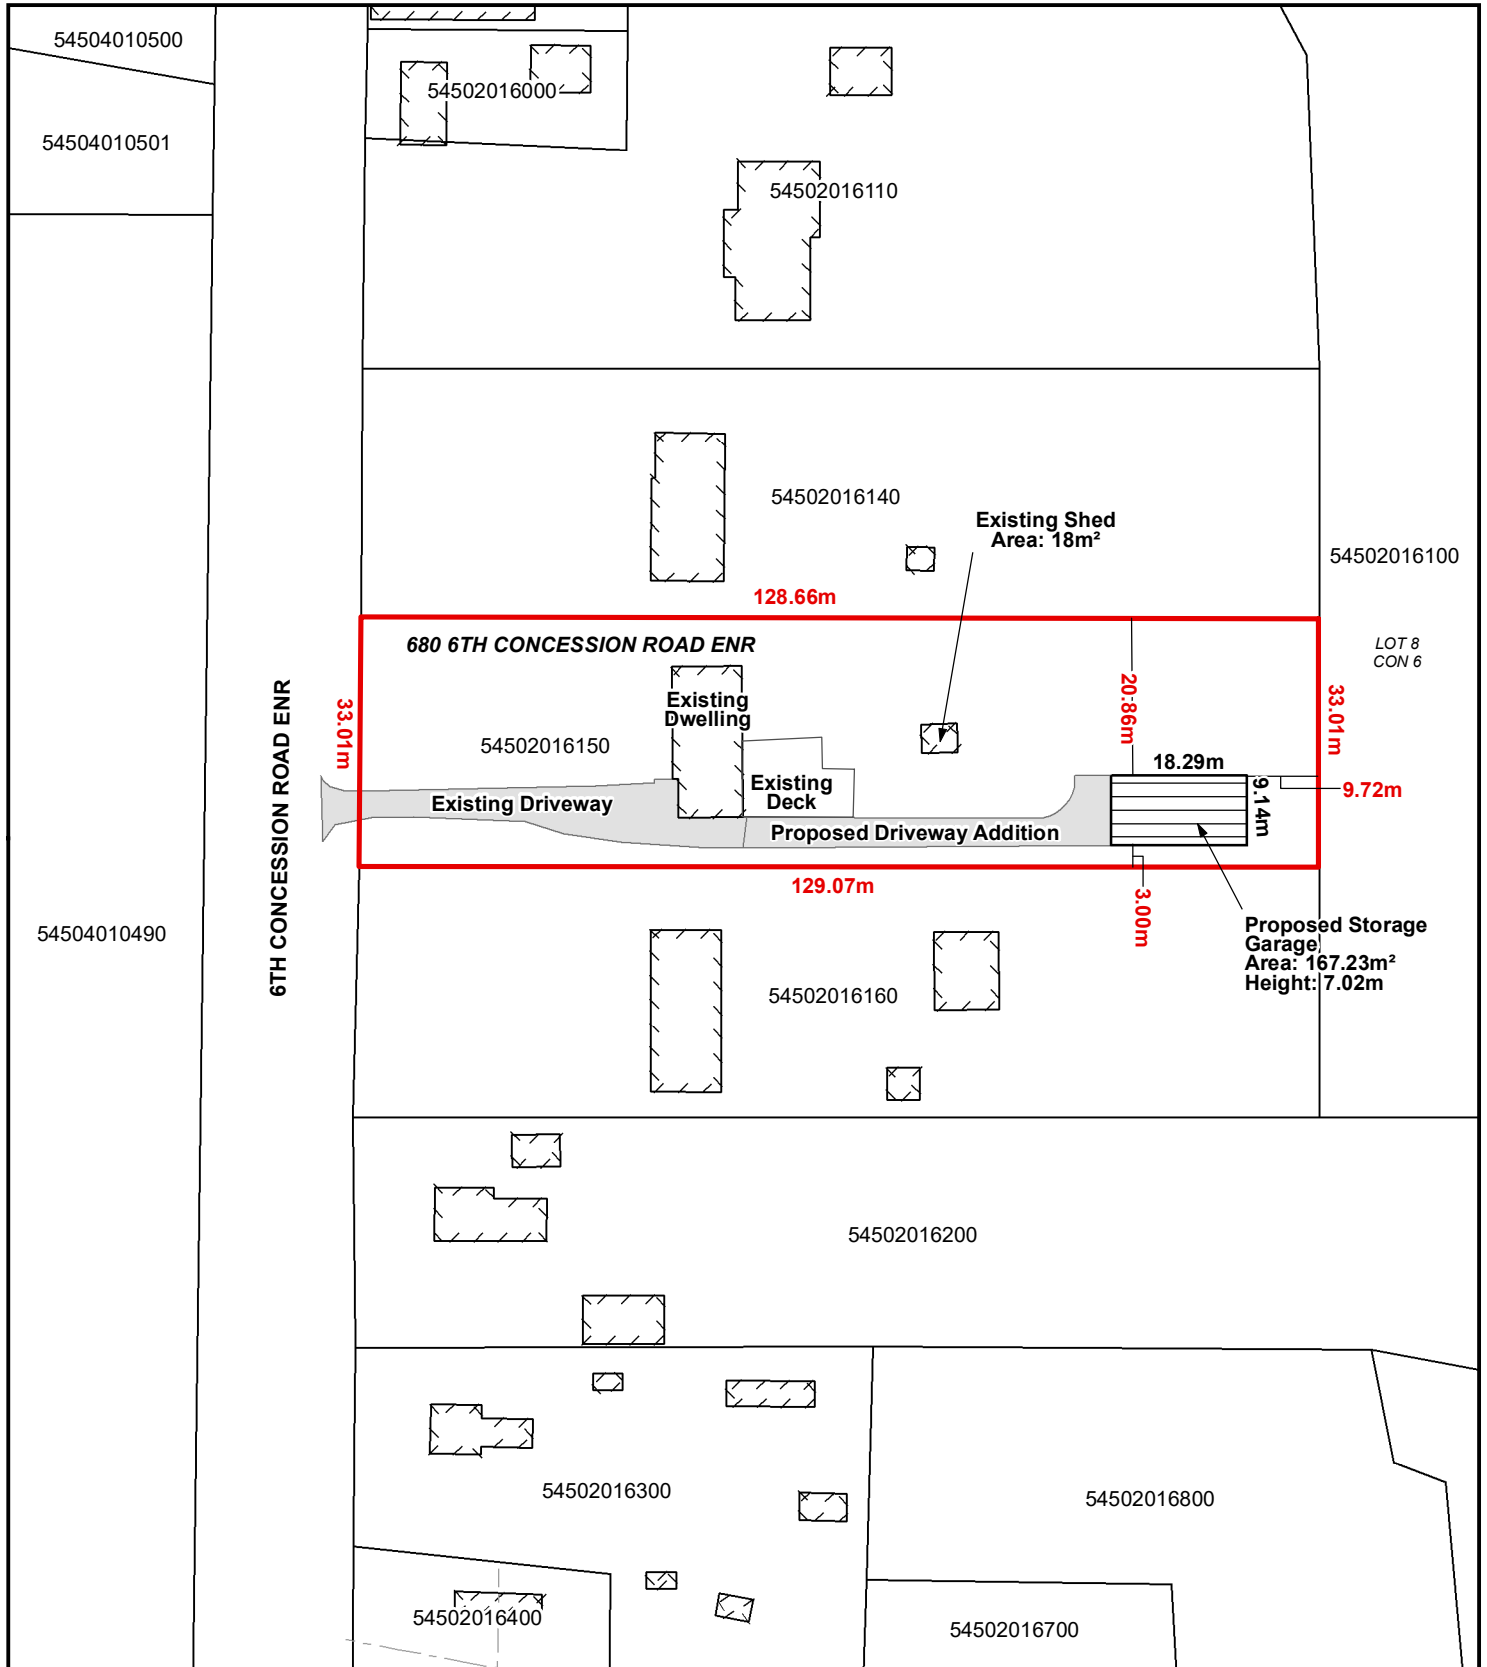 54504010500
54502016000
54504010501
54502016110
54502016140
Existing Shed
Area: 18m²
54502016100
128.66m
680 6TH CONCESSION ROAD ENR
LOT 8
CON 6
6TH CONCESSION ROAD ENR
33.01m
Existing
Dwelling
20.86m
33.01m
54502016150
18.29m
Existing
Deck
9.72m
9.14m
Existing Driveway
Proposed Driveway Addition
129.07m
3.00m
54504010490
Proposed Storage
Garage
Area: 167.23m²
Height: 7.02m
54502016160
54502016200
54502016300
54502016800
54502016400
54502016700